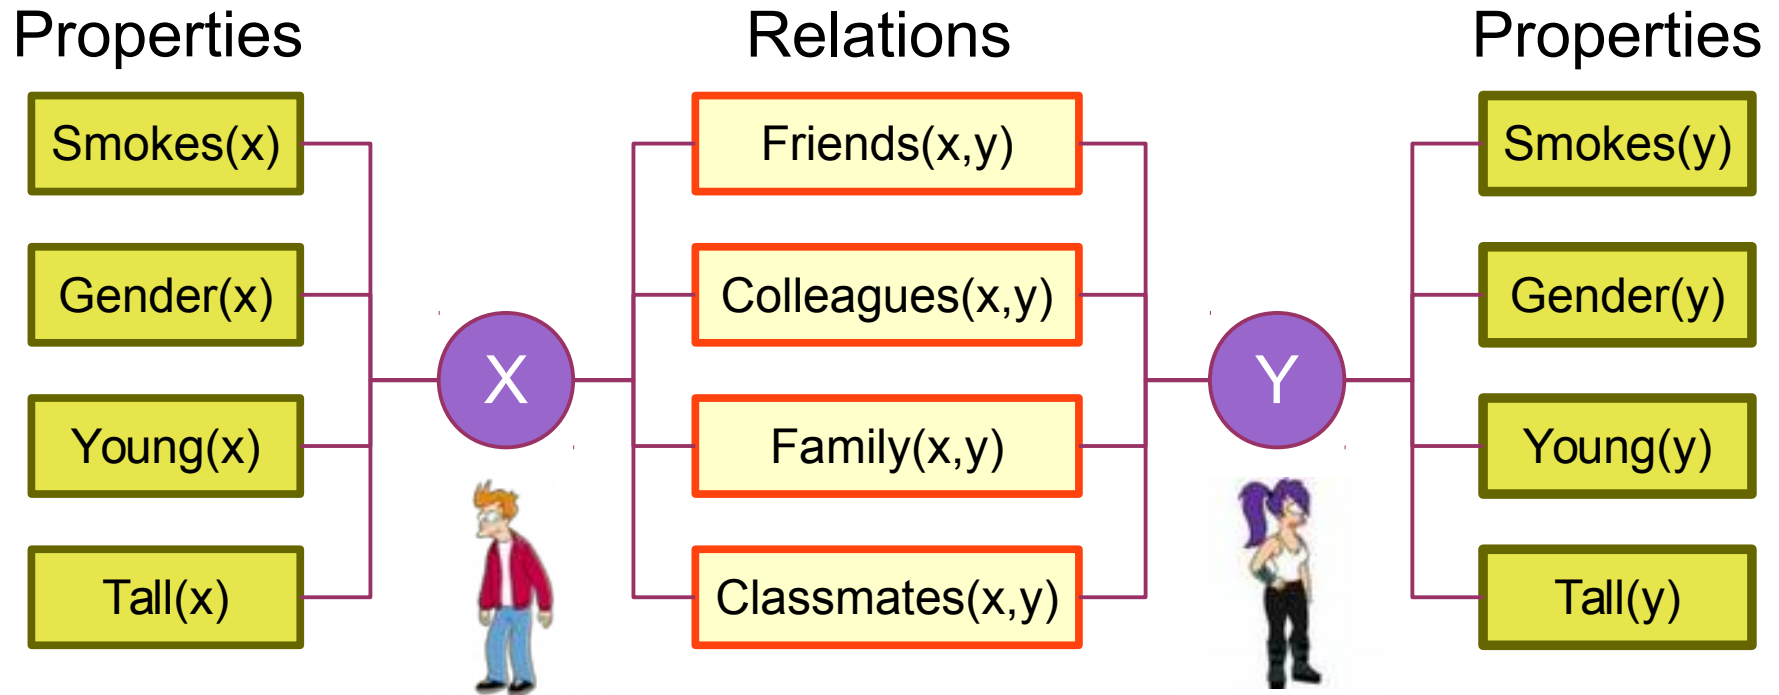 Properties
Relations
Properties
Smokes(x)
Friends(x,y)
Smokes(y)
Gender(x)
Colleagues(x,y)
Gender(y)
X
Y
Young(x)
Family(x,y)
Young(y)
Tall(x)
Classmates(x,y)
Tall(y)